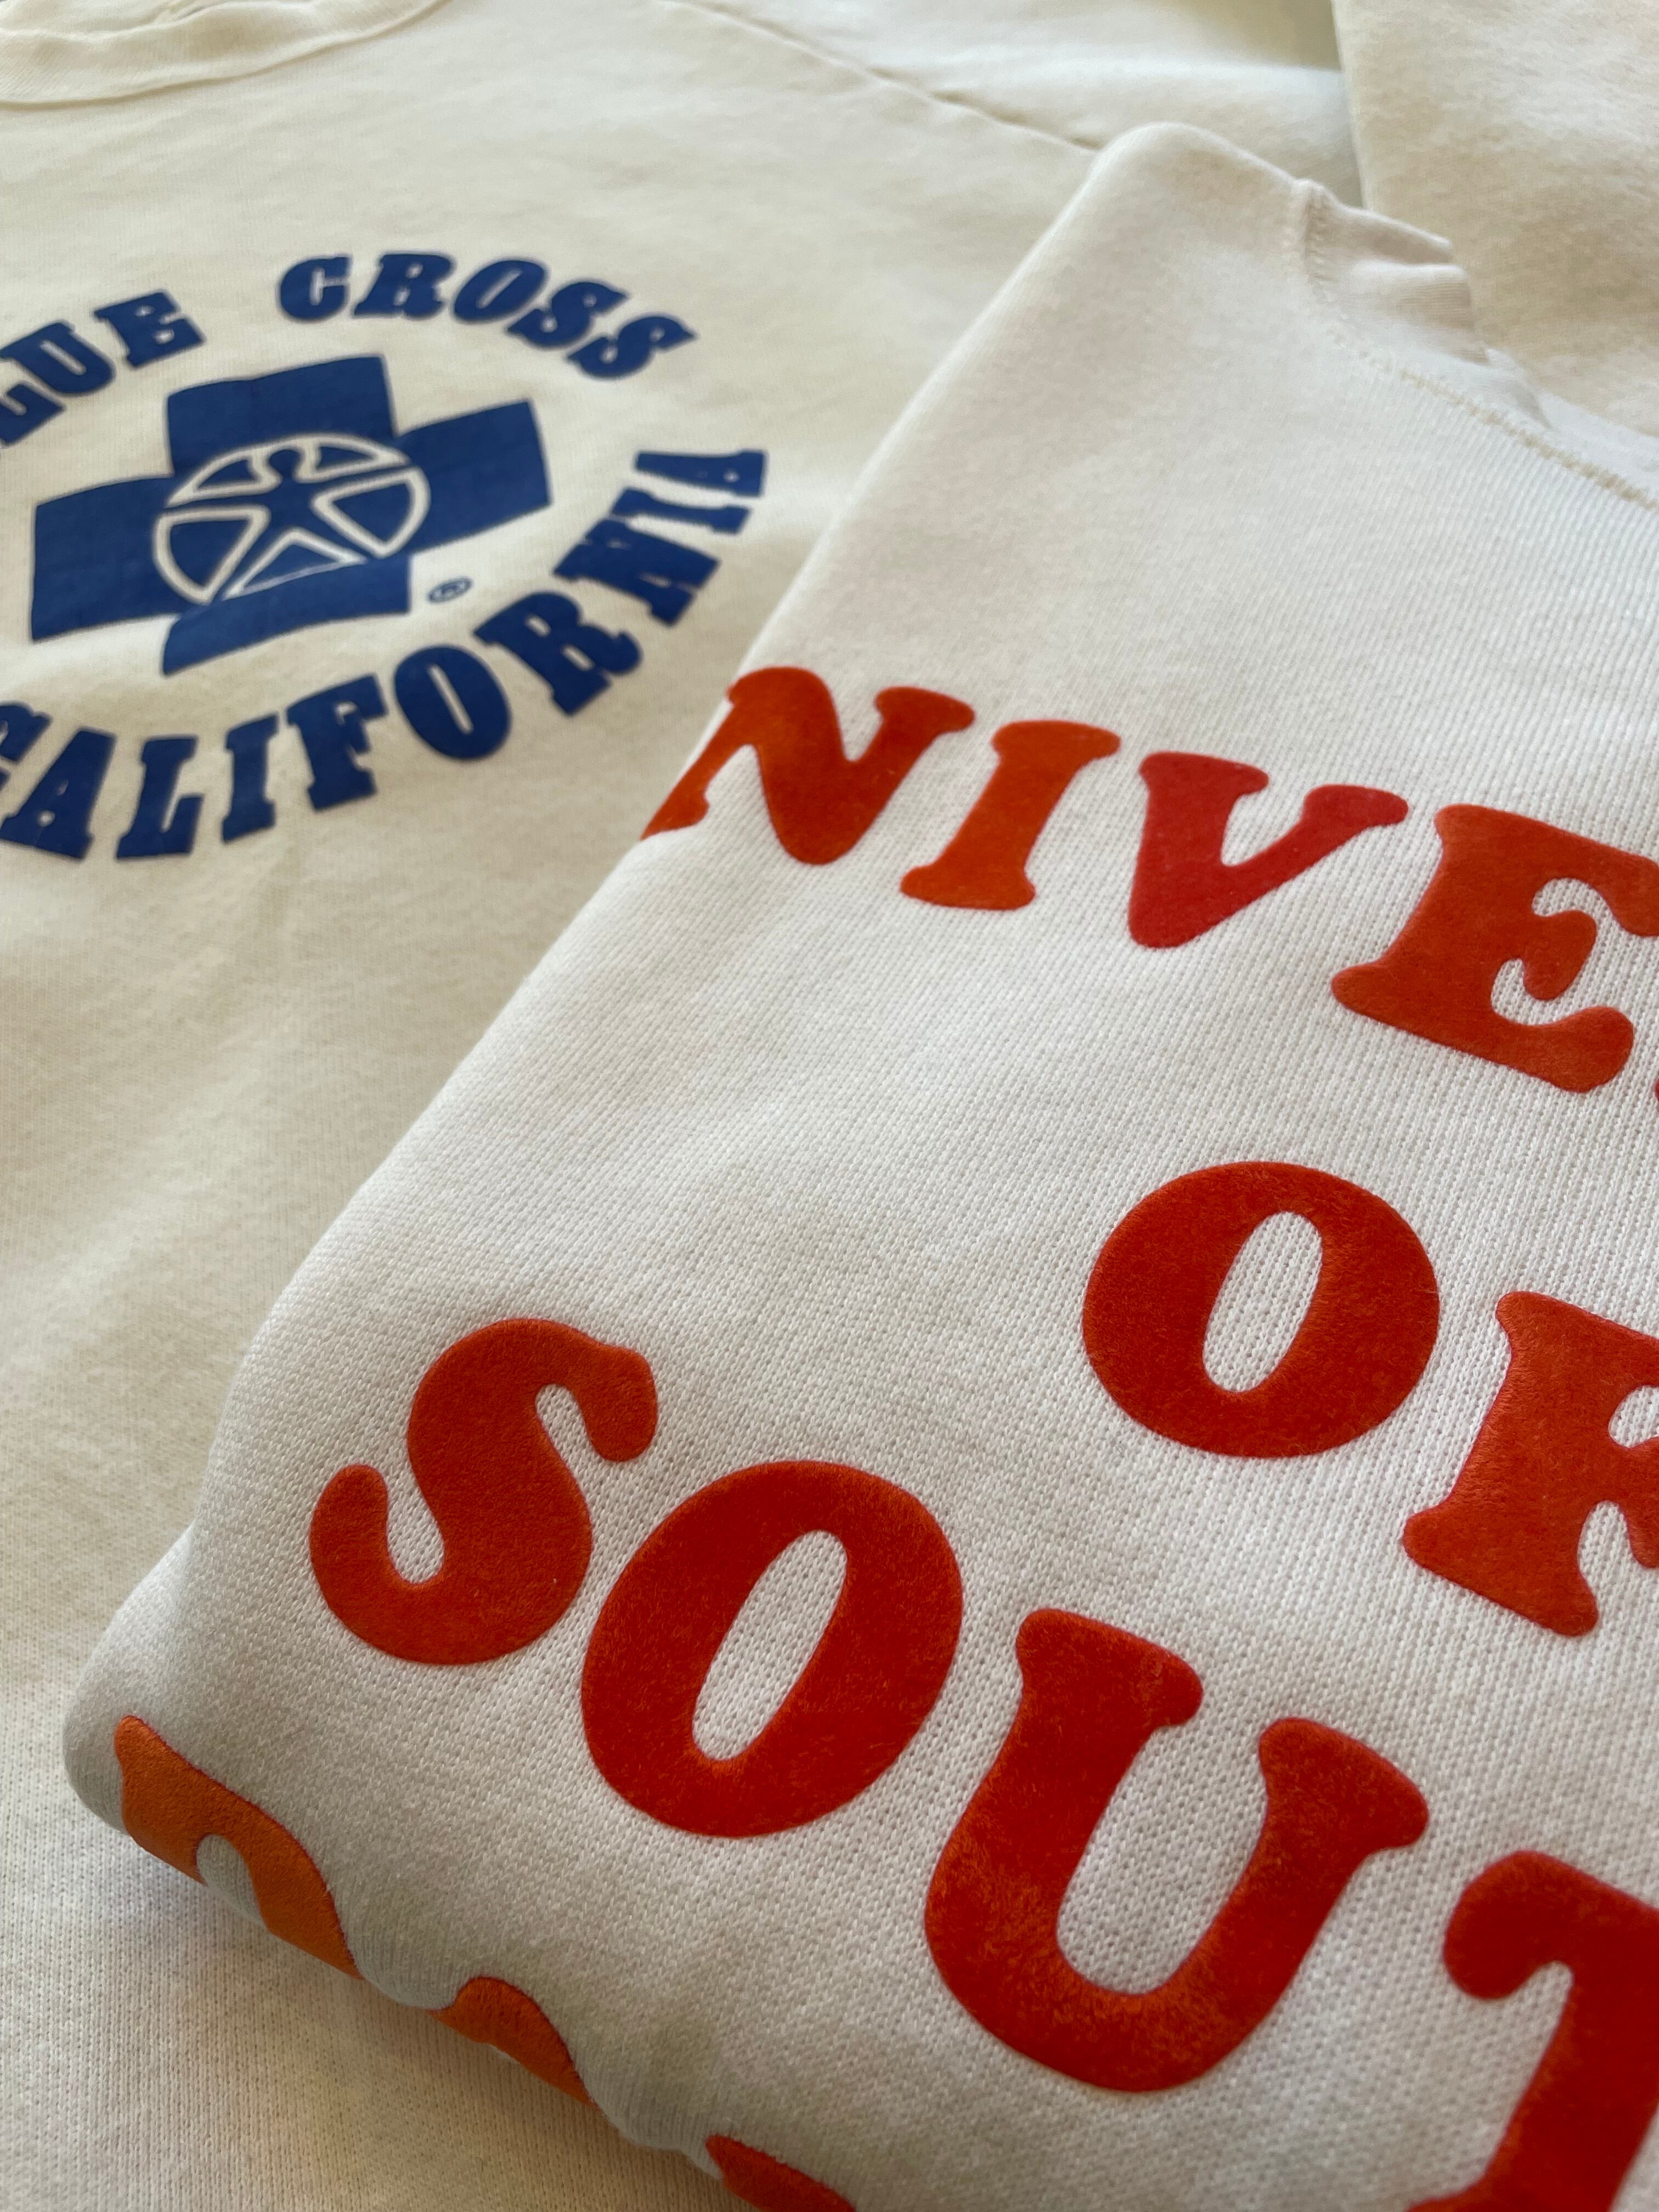 LUE CROSS
®
CALIFORNIA
NIVE
OF
SOUT